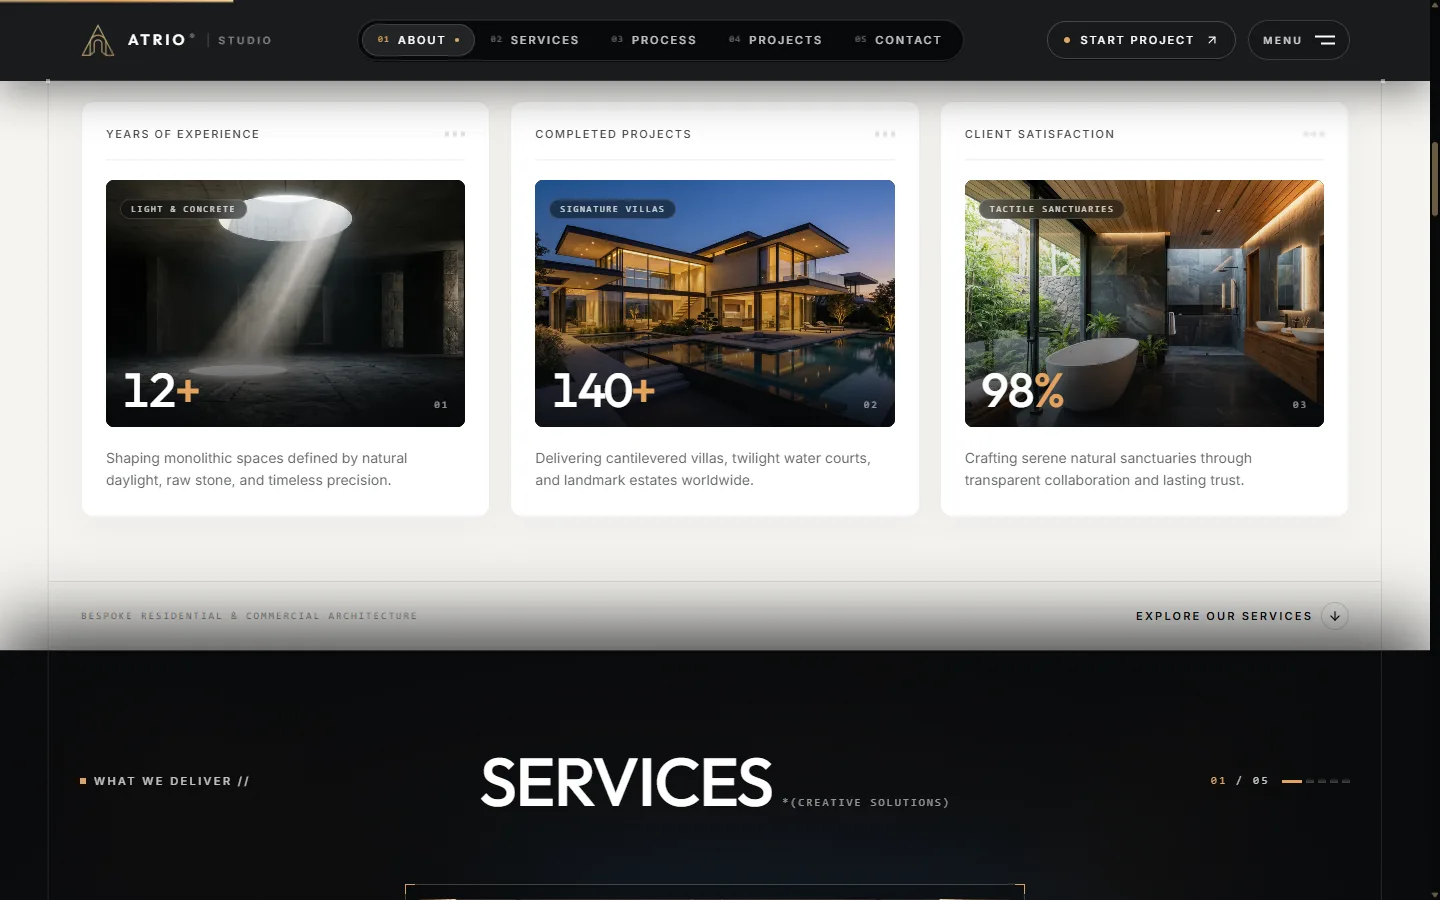 ATRIO® | STUDIO
01 ABOUT
02 SERVICES
03 PROCESS
04 PROJECTS
05 CONTACT
START PROJECT
MENU
YEARS OF EXPERIENCE
LIGHT & CONCRETE
12+
01
Shaping monolithic spaces defined by natural
daylight, raw stone, and timeless precision.
COMPLETED PROJECTS
SIGNATURE VILLAS
140+
02
Delivering cantilevered villas, twilight water courts,
and landmark estates worldwide.
CLIENT SATISFACTION
TACTILE SANCTUARIES
98%
03
Crafting serene natural sanctuaries through
transparent collaboration and lasting trust.
BESPOKE RESIDENTIAL & COMMERCIAL ARCHITECTURE
EXPLORE OUR SERVICES
WHAT WE DELIVER //
SERVICES *(CREATIVE SOLUTIONS)
01 / 05